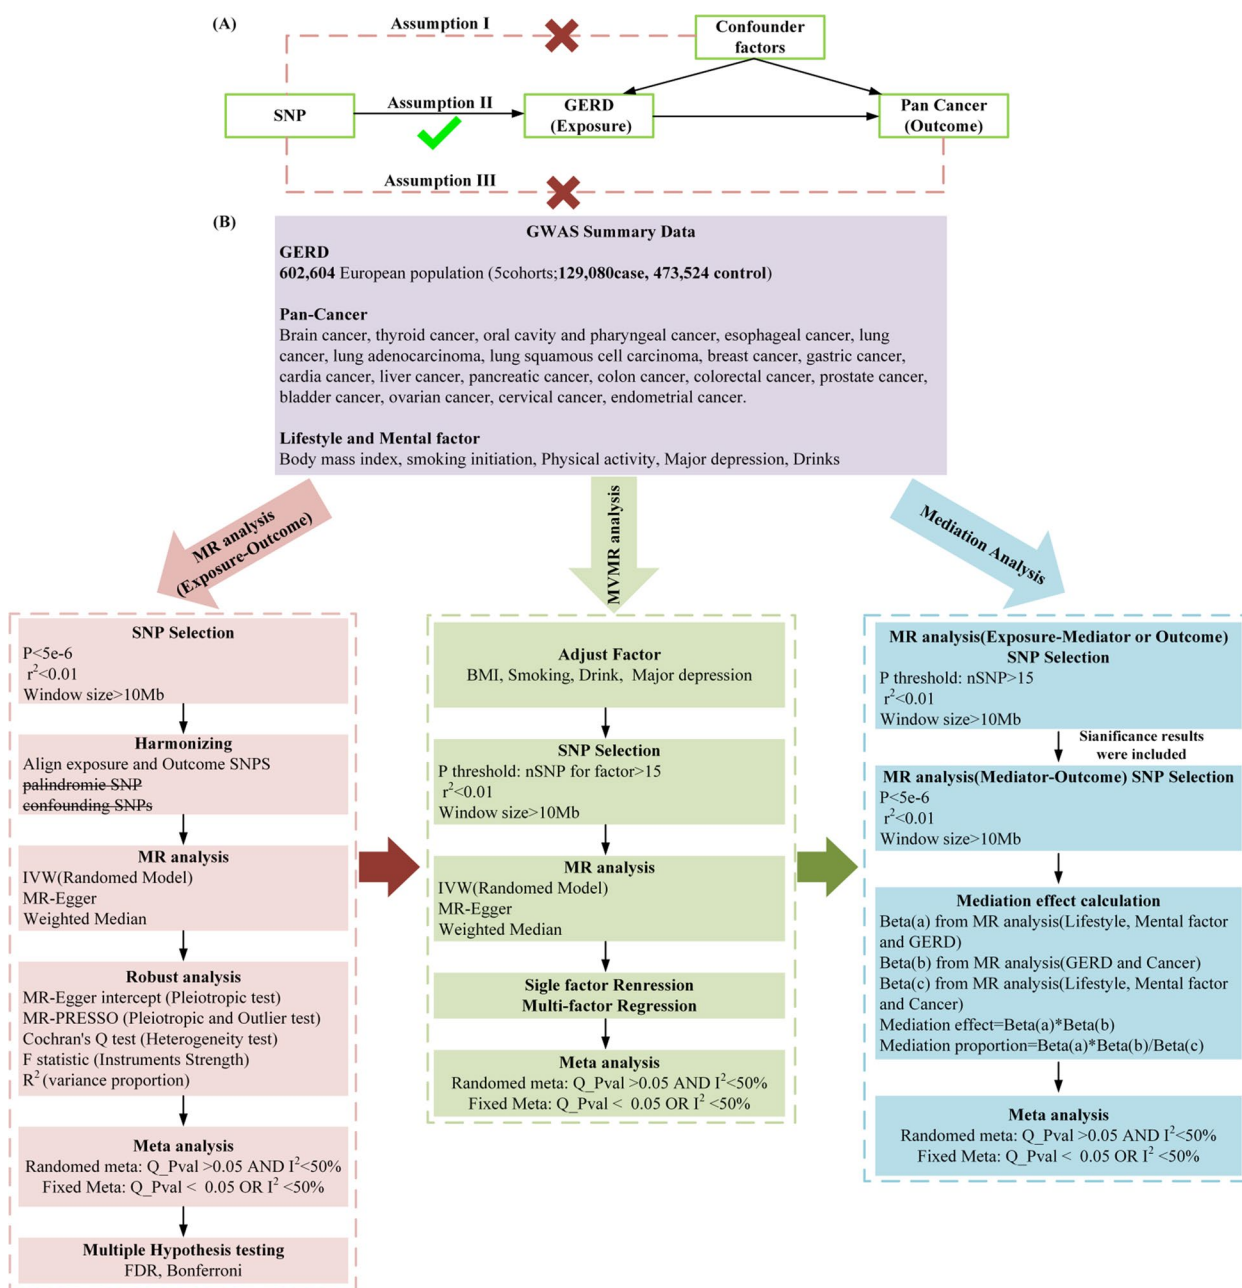 (A)
Assumption I
Confounder
factors
SNP
Assumption II
GERD
(Exposure)
Pan Cancer
(Outcome)
Assumption III
(B)
GWAS Summary Data
GERD
602,604 European population (5cohorts;129,080case, 473,524 control)
Pan-Cancer
Brain cancer, thyroid cancer, oral cavity and pharyngeal cancer, esophageal cancer, lung
cancer, lung adenocarcinoma, lung squamous cell carcinoma, breast cancer, gastric cancer,
cardia cancer, liver cancer, pancreatic cancer, colon cancer, colorectal cancer, prostate cancer,
bladder cancer, ovarian cancer, cervical cancer, endometrial cancer.
Lifestyle and Mental factor
Body mass index, smoking initiation, Physical activity, Major depression, Drinks
MR analysis
(Exposure-Outcome)
MVMR analysis
Mediation Analysis
SNP Selection
P<5e-6
r²<0.01
Window size>10Mb
Harmonizing
Align exposure and Outcome SNPS
palindromie SNP
confounding SNPs
MR analysis
IVW(Randomed Model)
MR-Egger
Weighted Median
Robust analysis
MR-Egger intercept (Pleiotropic test)
MR-PRESSO (Pleiotropic and Outlier test)
Cochran's Q test (Heterogeneity test)
F statistic (Instruments Strength)
R² (variance proportion)
Meta analysis
Randomed meta: Q_Pval >0.05 AND I²<50%
Fixed Meta: Q_Pval < 0.05 OR I² <50%
Multiple Hypothesis testing
FDR, Bonferroni
Adjust Factor
BMI, Smoking, Drink, Major depression
SNP Selection
P threshold: nSNP for factor>15
r²<0.01
Window size>10Mb
MR analysis
IVW(Randomed Model)
MR-Egger
Weighted Median
Sigle factor Renression
Multi-factor Regression
Meta analysis
Randomed meta: Q_Pval >0.05 AND I²<50%
Fixed Meta: Q_Pval < 0.05 OR I² <50%
MR analysis(Exposure-Mediator or Outcome)
SNP Selection
P threshold: nSNP>15
r²<0.01
Window size>10Mb
Sianificance results
were included
MR analysis(Mediator-Outcome) SNP Selection
P<5e-6
r²<0.01
Window size>10Mb
Mediation effect calculation
Beta(a) from MR analysis(Lifestyle, Mental factor
and GERD)
Beta(b) from MR analysis(GERD and Cancer)
Beta(c) from MR analysis(Lifestyle, Mental factor
and Cancer)
Mediation effect=Beta(a)*Beta(b)
Mediation proportion=Beta(a)*Beta(b)/Beta(c)
Meta analysis
Randomed meta: Q_Pval >0.05 AND I²<50%
Fixed Meta: Q_Pval < 0.05 OR I² <50%